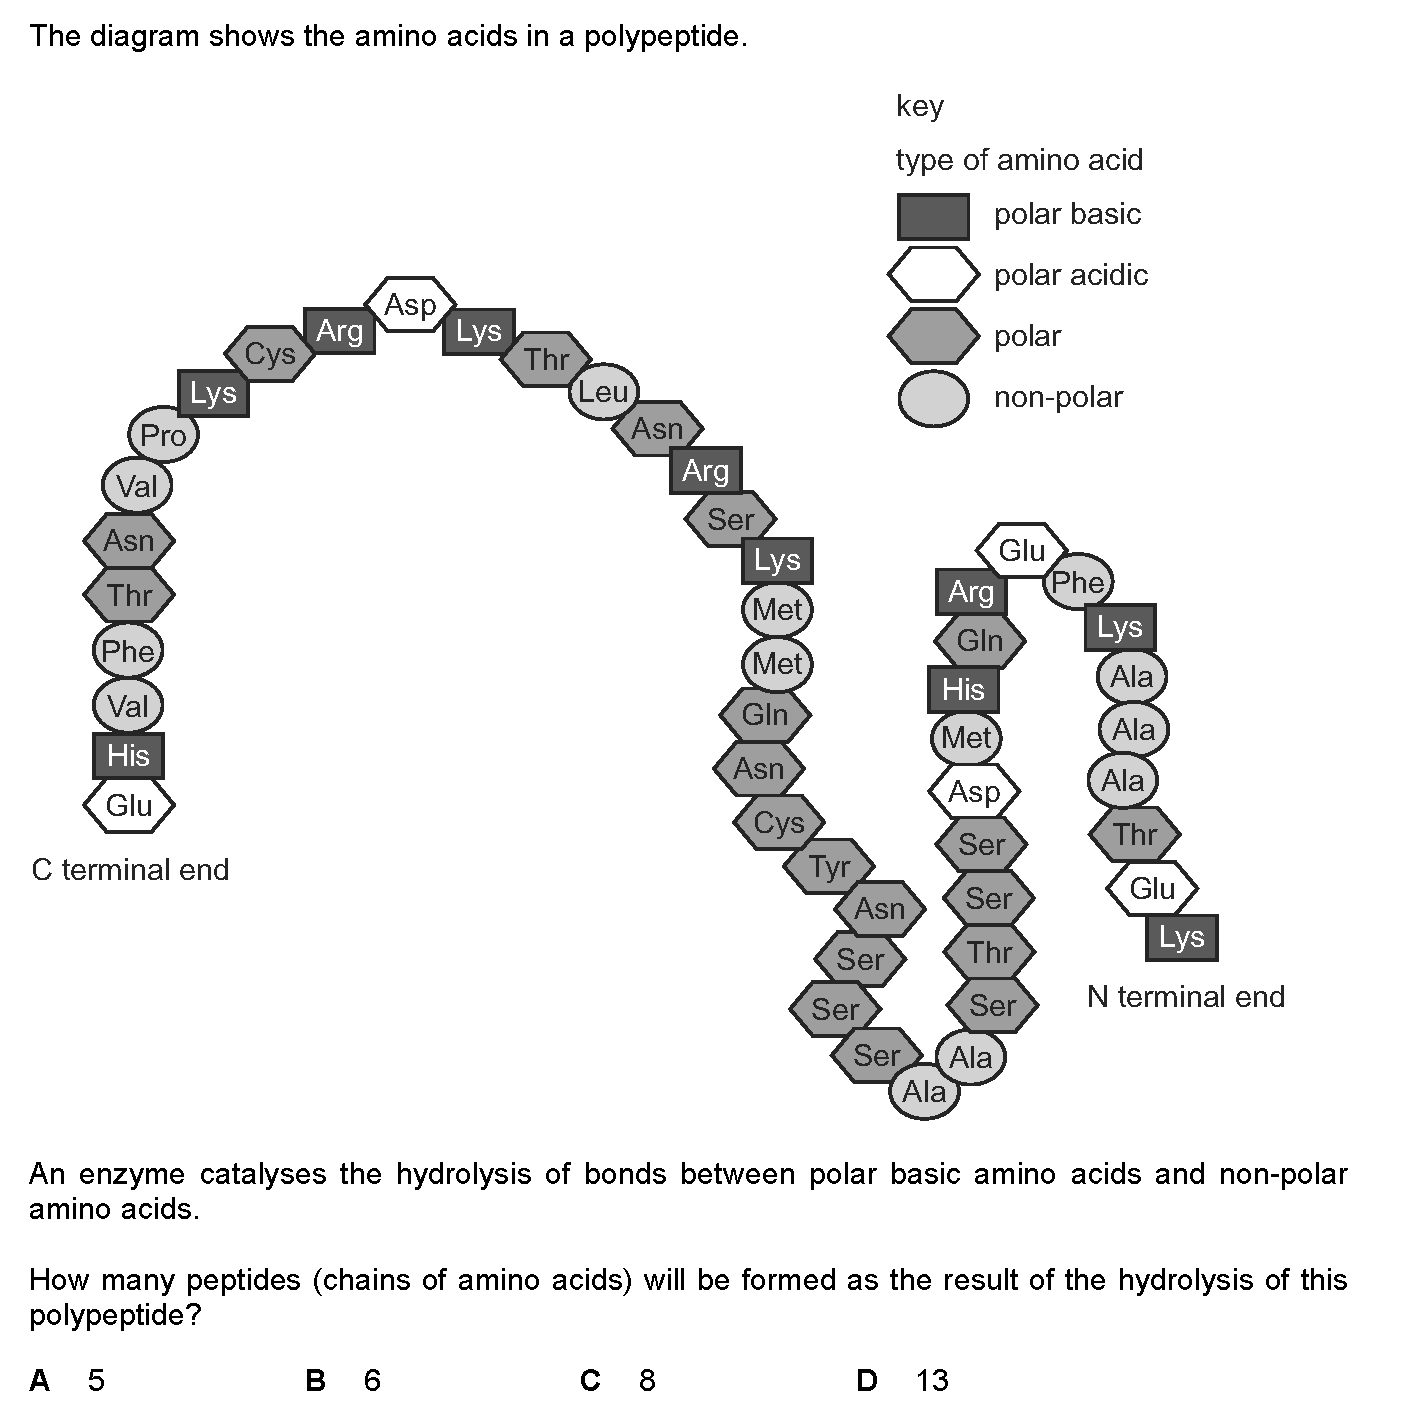 The diagram shows the amino acids in a polypeptide.
key
type of amino acid
polar basic
polar acidic
polar
non-polar
Glu
His
Val
Phe
Thr
Asn
Val
Pro
Lys
Cys
Arg
Asp
Lys
Thr
Leu
Asn
Arg
Ser
Lys
Met
Met
Gln
Asn
Cys
Tyr
Asn
Ser
Ser
Ser
Ala
Ala
Ser
Thr
Ser
Ser
Asp
Met
His
Gln
Arg
Glu
Phe
Lys
Ala
Ala
Ala
Thr
Glu
Lys
C terminal end
N terminal end
An enzyme catalyses the hydrolysis of bonds between polar basic amino acids and non-polar
amino acids.
How many peptides (chains of amino acids) will be formed as the result of the hydrolysis of this
polypeptide?
A 5 B 6 C 8 D 13